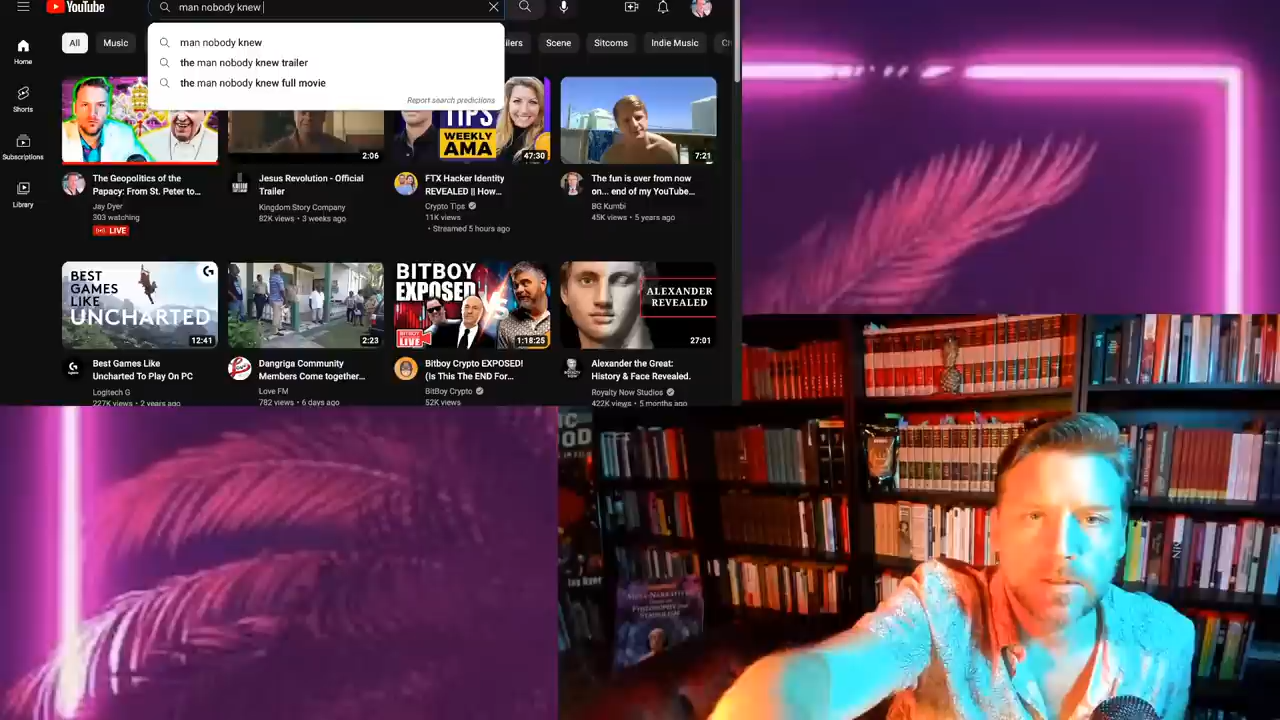 YouTube
man nobody knew
All
Music
ilers
Scene
Sitcoms
Indie Music
man nobody knew
the man nobody knew trailer
the man nobody knew full movie
Report search predictions
Home
Shorts
Subscriptions
Library
2:06
TIPS
WEEKLY
AMA
47:30
7:21
The Geopolitics of the
Papacy: From St. Peter to...
Jay Dyer
303 watching
LIVE
Jesus Revolution - Official
Trailer
Kingdom Story Company
82K views • 3 weeks ago
FTX Hacker Identity
REVEALED || How...
Crypto Tips
11K views
• Streamed 5 hours ago
The fun is over from now
on... end of my YouTube...
BG Kumbi
45K views • 5 years ago
BEST
GAMES
LIKE
UNCHARTED
12:41
2:23
BITBOY
EXPOSED
VS
LIVE
1:18:25
ALEXANDER
REVEALED
27:01
Best Games Like
Uncharted To Play On PC
Logitech G
227K views • 2 years ago
Dangriga Community
Members Come together...
Love FM
782 views • 6 days ago
Bitboy Crypto EXPOSED!
(Is This The END For...
BitBoy Crypto
52K views
Alexander the Great:
History & Face Revealed.
Royalty Now Studios
422K views • 5 months ago
Jay Dyer